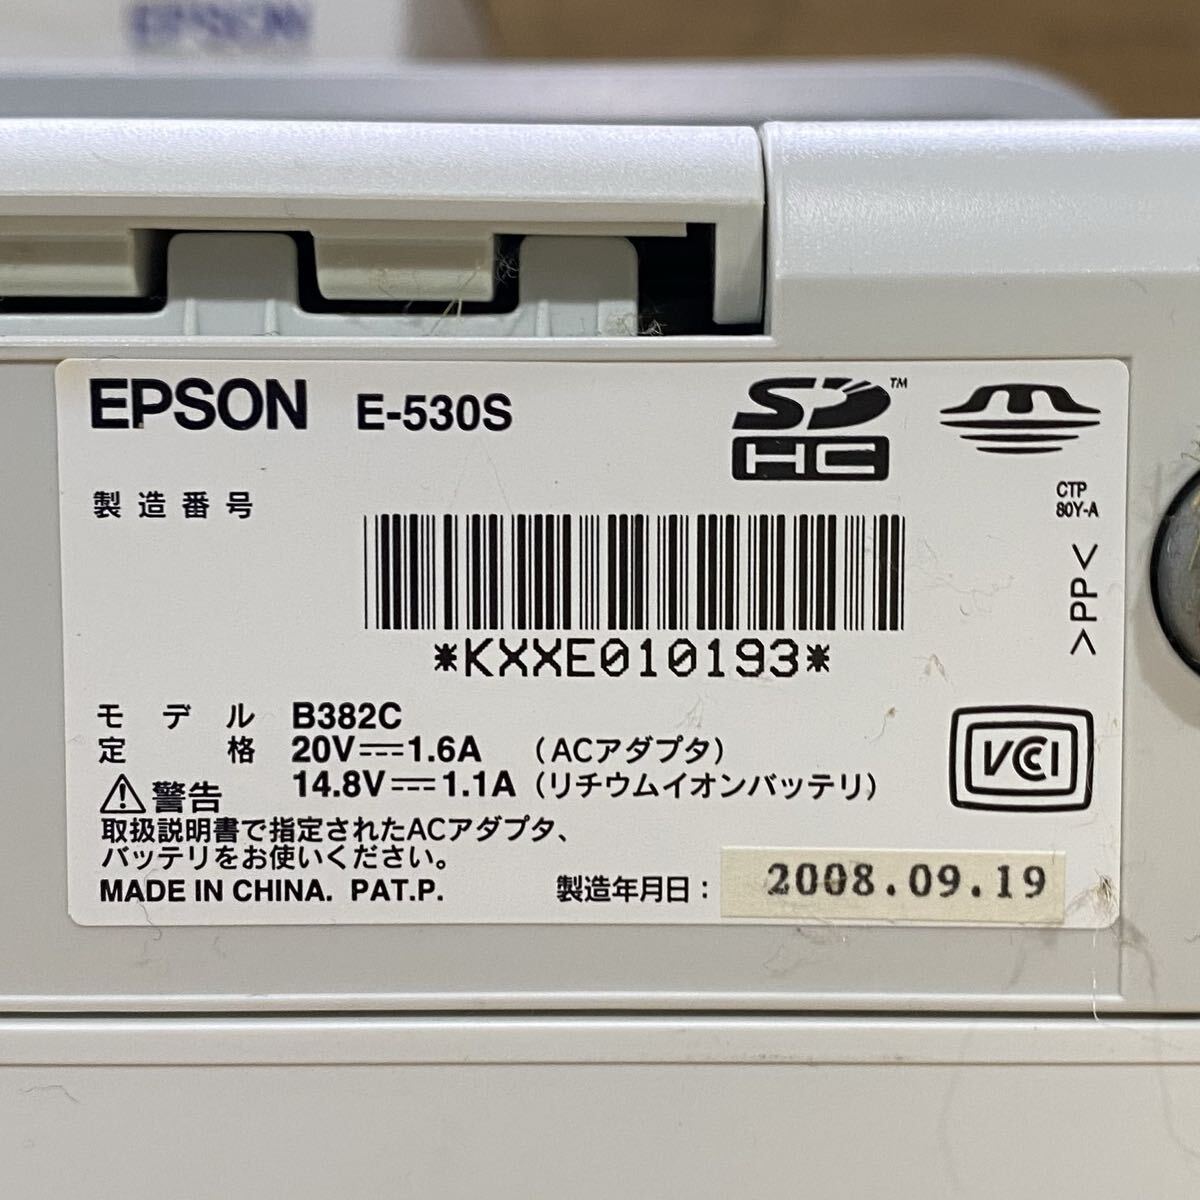 EPSON
EPSON E-530S
SD HC ™
製造番号
CTP
80Y-A
>PP<
*KXXE010193*
モデル B382C
定格 20V⎓1.6A (ACアダプタ)
14.8V⎓1.1A (リチウムイオンバッテリ)
VCCI
警告
取扱説明書で指定されたACアダプタ、
バッテリをお使いください。
MADE IN CHINA. PAT.P. 製造年月日: 2008.09.19